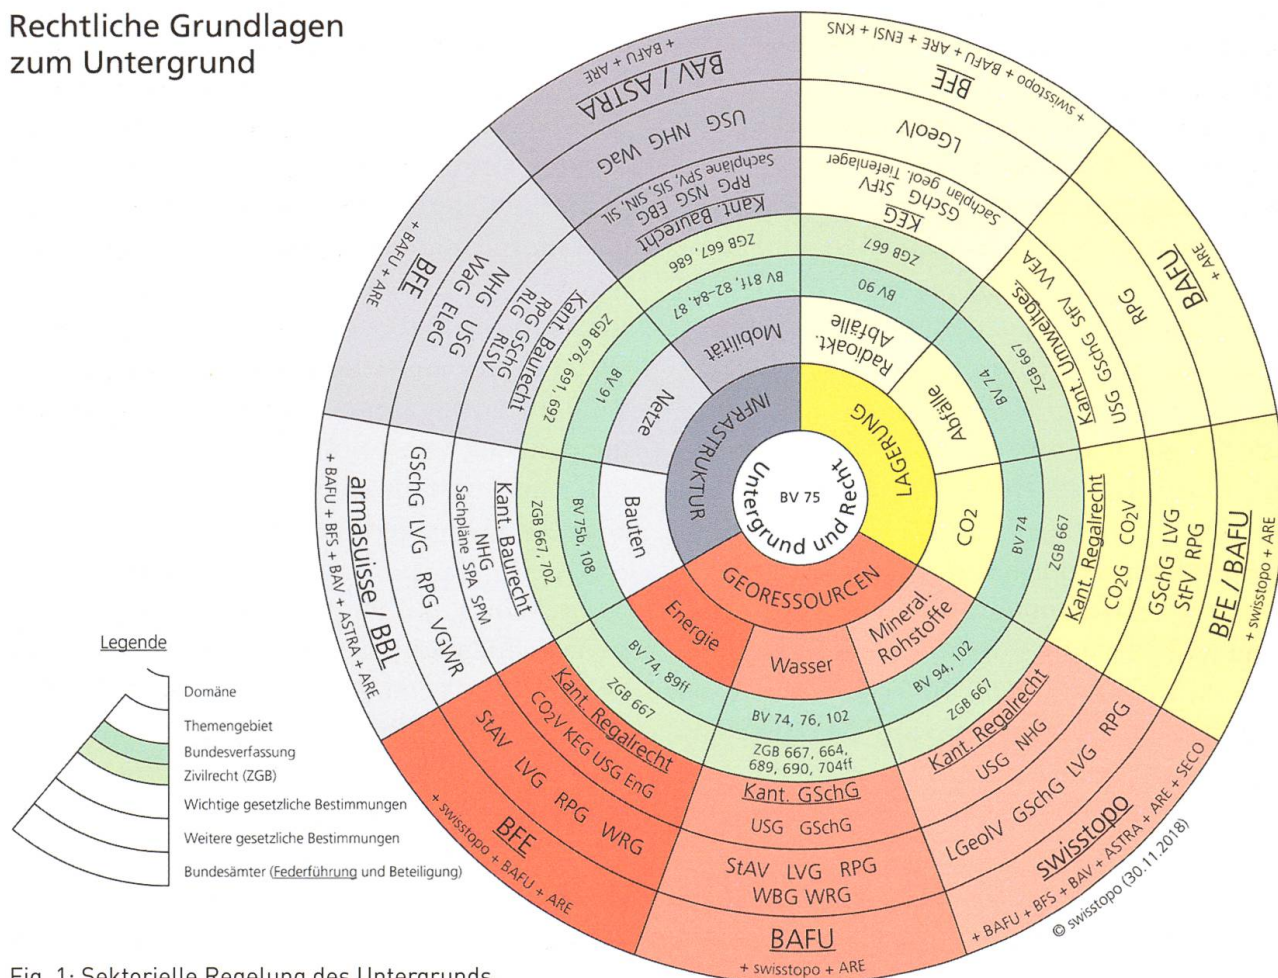 Rechtliche Grundlagen
zum Untergrund
Untergrund und Recht
BV 75
INFRASTRUKTUR
LAGERUNG
GEORESSOURCEN
Mobilität
BV 81f, 82–84, 87
ZGB 667, 686
Kant. Baurecht
RPG NSG EBG
Sachpläne SPV, SIS, SIN, SIL
USG NHG WaG
BAV / ASTRA
+ BAFU + ARE
Radioakt.
Abfälle
BV 90
ZGB 667
KEG
GSchG StFV
Sachplan geol. Tiefenlager
LGeolV
BFE
+ swisstopo + BAFU + ARE + ENSI + KNS
Abfälle
BV 74
ZGB 667
Kant. Umweltges.
USG GSchG StFV VVEA
RPG
BAFU
+ ARE
CO2
BV 74
ZGB 667
Kant. Regalrecht
CO2G CO2V
GSchG LVG
StFV RPG
BFE / BAFU
+ swisstopo + ARE
Mineral.
Rohstoffe
BV 94, 102
ZGB 667
Kant. Regalrecht
USG NHG
LGeolV GSchG LVG RPG
swisstopo
+ BAFU + BFS + BAV + ASTRA + ARE + SECO
Wasser
BV 74, 76, 102
ZGB 667, 664,
689, 690, 704ff
Kant. GSchG
USG GSchG
StAV LVG RPG
WBG WRG
BAFU
+ swisstopo + ARE
Energie
BV 74, 89ff
ZGB 667
Kant. Regalrecht
CO2V KEG USG EnG
StAV LVG RPG WRG
BFE
+ swisstopo + BAFU + ARE
Bauten
BV 75b, 108
ZGB 667, 702
Kant. Baurecht
NHG
Sachpläne SPA SPM
GSchG LVG RPG VGWR
armasuisse / BBL
+ BAFU + BFS + BAV + ASTRA + ARE
Netze
BV 91
ZGB 676, 691, 692
Kant. Baurecht
RPG GSchG
RLG RLSV
NHG USG
WaG ELeG
BFE
+ BAFU + ARE
Legende
Domäne
Themengebiet
Bundesverfassung
Zivilrecht (ZGB)
Wichtige gesetzliche Bestimmungen
Weitere gesetzliche Bestimmungen
Bundesämter (Federführung und Beteiligung)
© swisstopo (30.11.2018)
Fig. 1: Sektorielle Regelung des Untergrunds